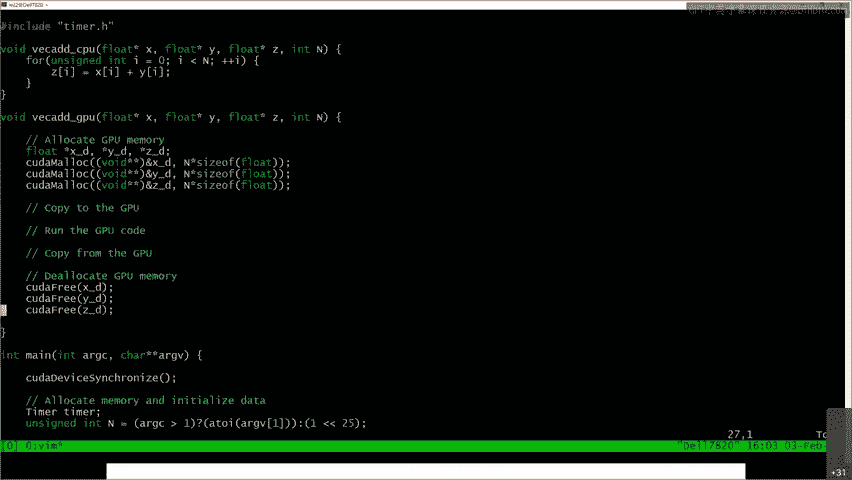 #include "timer.h"
void vecadd_cpu(float* x, float* y, float* z, int N) {
for(unsigned int i = 0; i < N; ++i) {
z[i] = x[i] + y[i];
}
}
void vecadd_gpu(float* x, float* y, float* z, int N) {
// Allocate GPU memory
float *x_d, *y_d, *z_d;
cudaMalloc((void**)&x_d, N*sizeof(float));
cudaMalloc((void**)&y_d, N*sizeof(float));
cudaMalloc((void**)&z_d, N*sizeof(float));
// Copy to the GPU
// Run the GPU code
// Copy from the GPU
// Deallocate GPU memory
cudaFree(x_d);
cudaFree(y_d);
cudaFree(z_d);
}
int main(int argc, char**argv) {
cudaDeviceSynchronize();
// Allocate memory and initialize data
Timer timer;
unsigned int N = (argc > 1)?(atoi(argv[1])):(1 << 25);
27,1
[0] 0:vim* "Dell7820" 16:03 03-Feb-
+31